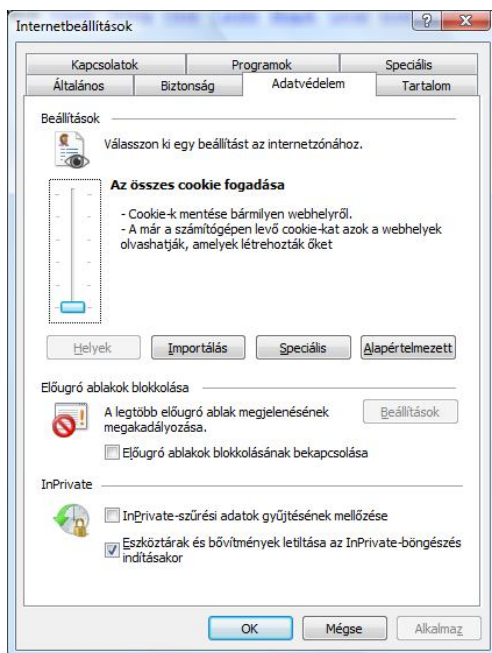 Internetbeállítások
Kapcsolatok Programok Speciális
Általános Biztonság Adatvédelem Tartalom
Beállítások
Válasszon ki egy beállítást az internetzónához.
Az összes cookie fogadása
- Cookie-k mentése bármilyen webhelyről.
- A már a számítógépen levő cookie-kat azok a webhelyek
olvashatják, amelyek létrehozták őket
Helyek Importálás Speciális Alapértelmezett
Előugró ablakok blokkolása
A legtöbb előugró ablak megjelenésének
megakadályozása.
Beállítások
Előugró ablakok blokkolásának bekapcsolása
InPrivate
InPrivate-szűrési adatok gyűjtésének mellőzése
Eszköztárak és bővítmények letiltása az InPrivate-böngészés
indításakor
OK Mégse Alkalmaz